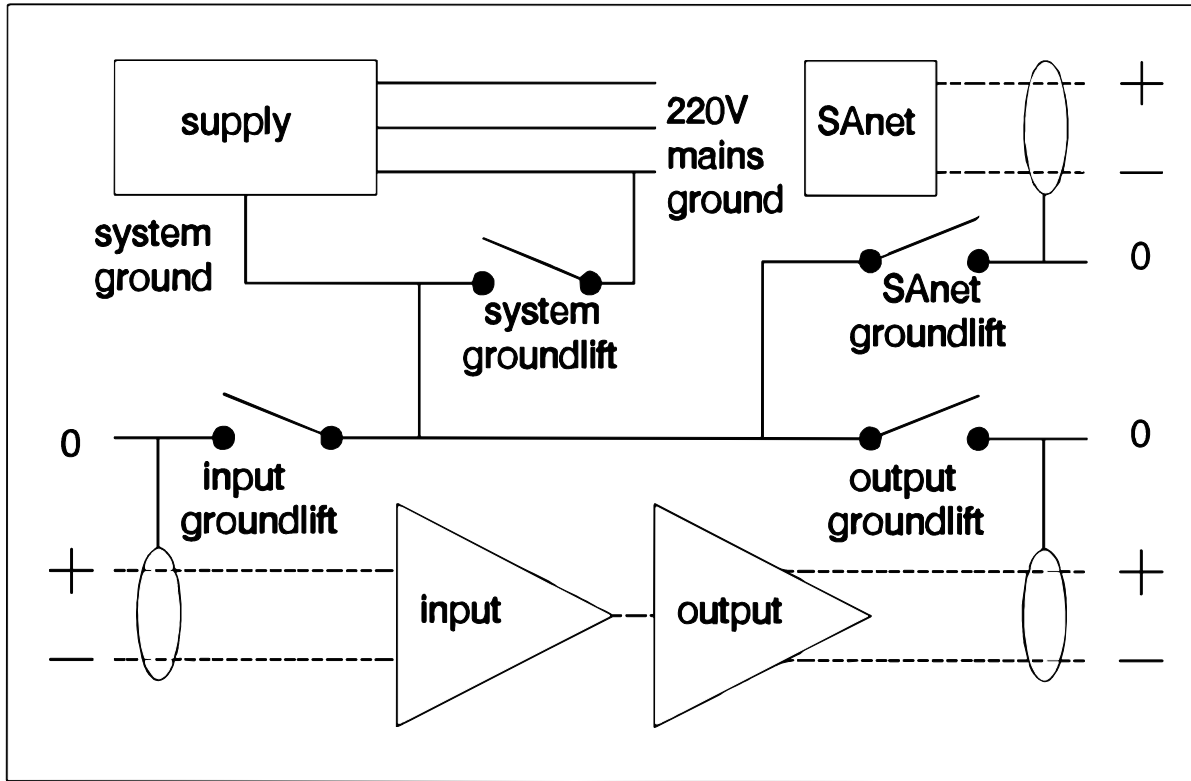 supply
220V
mains
ground
SAnet
+
—
system
ground
system
groundlift
SAnet
groundlift
0
0
input
groundlift
output
groundlift
0
+
—
input
output
+
—